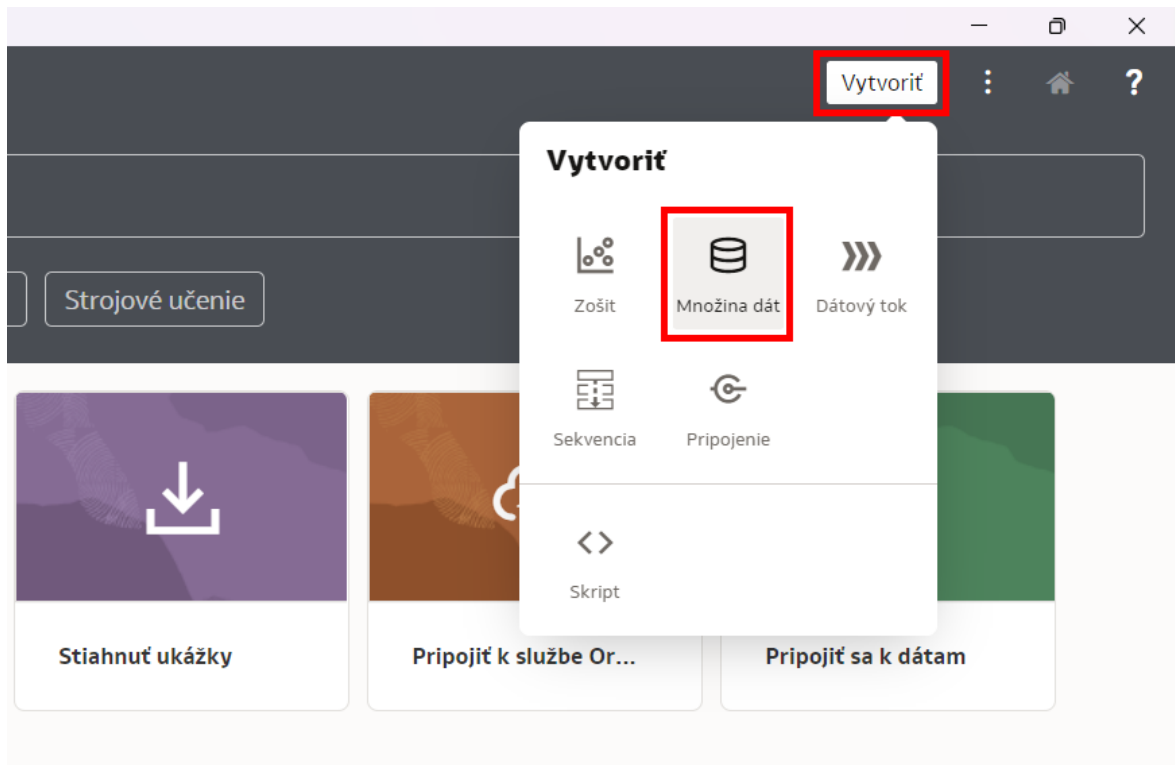 Vytvoriť
?
Vytvoriť
Zošit
Množina dát
Dátový tok
Strojové učenie
Sekvencia
Pripojenie
Skript
Stiahnuť ukážky
Pripojiť k službe Or...
Pripojiť sa k dátam